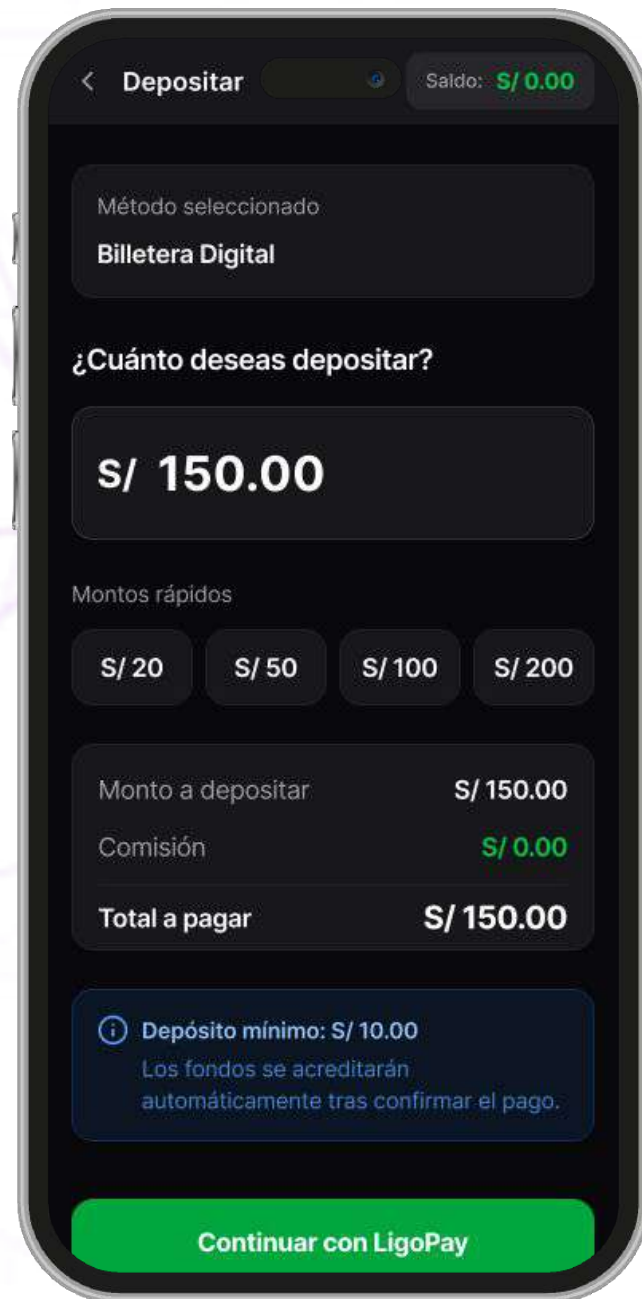 Depositar
Saldo: S/ 0.00
Método seleccionado
Billetera Digital
¿Cuánto deseas depositar?
S/ 150.00
Montos rápidos
S/ 20 S/ 50 S/ 100 S/ 200
Monto a depositar S/ 150.00
Comisión S/ 0.00
Total a pagar S/ 150.00
Depósito mínimo: S/ 10.00
Los fondos se acreditarán
automáticamente tras confirmar el pago.
Continuar con LigoPay